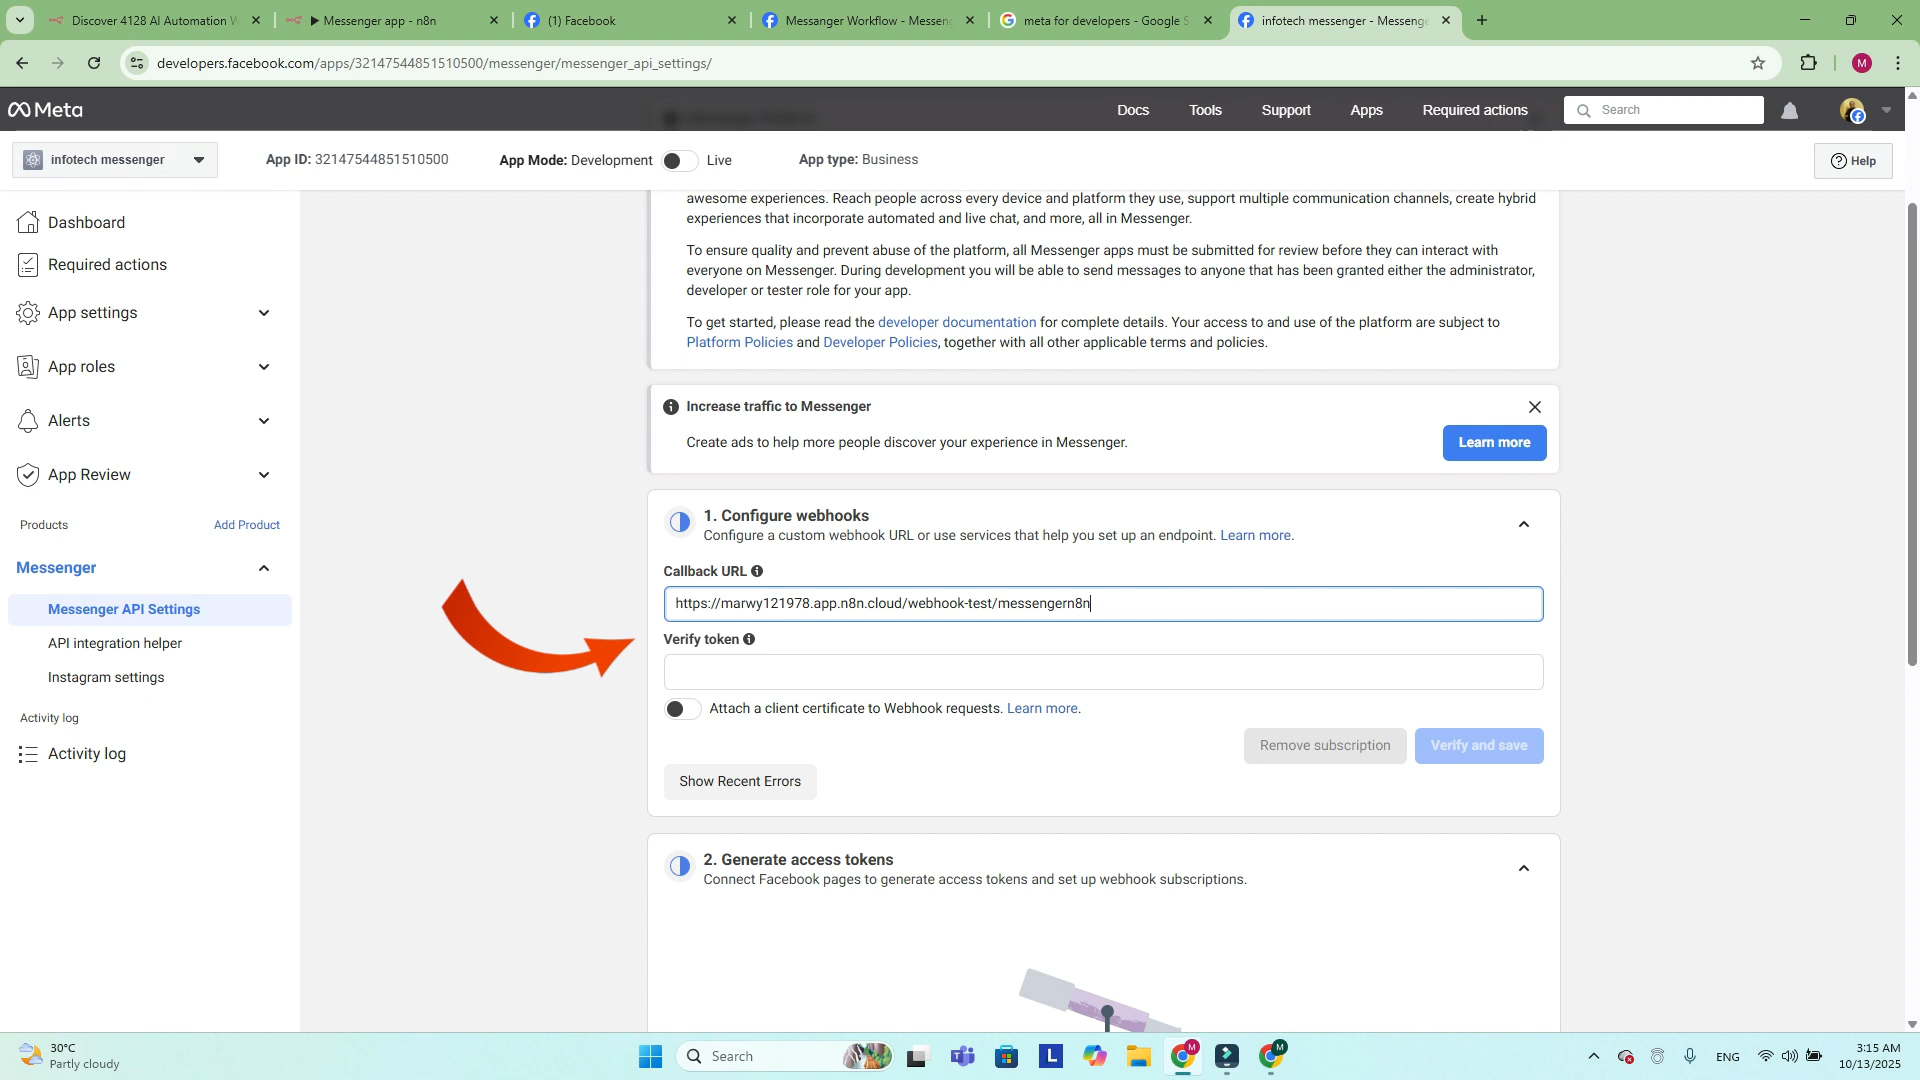 Discover 4128 AI Automation W
Messenger app - n8n
(1) Facebook
Messanger Workflow - Messeng
meta for developers - Google S
infotech messenger - Messenge
developers.facebook.com/apps/32147544851510500/messenger/messenger_api_settings/
M
Meta
Docs
Tools
Support
Apps
Required actions
Search
infotech messenger
App ID: 32147544851510500
App Mode: Development
Live
App type: Business
Help
Dashboard
Required actions
App settings
App roles
Alerts
App Review
Products
Add Product
Messenger
Messenger API Settings
API integration helper
Instagram settings
Activity log
Activity log
awesome experiences. Reach people across every device and platform they use, support multiple communication channels, create hybrid
experiences that incorporate automated and live chat, and more, all in Messenger.
To ensure quality and prevent abuse of the platform, all Messenger apps must be submitted for review before they can interact with
everyone on Messenger. During development you will be able to send messages to anyone that has been granted either the administrator,
developer or tester role for your app.
To get started, please read the developer documentation for complete details. Your access to and use of the platform are subject to
Platform Policies and Developer Policies, together with all other applicable terms and policies.
Increase traffic to Messenger
Create ads to help more people discover your experience in Messenger.
Learn more
1. Configure webhooks
Configure a custom webhook URL or use services that help you set up an endpoint. Learn more.
Callback URL
https://marwy121978.app.n8n.cloud/webhook-test/messengern8n
Verify token
Attach a client certificate to Webhook requests. Learn more.
Remove subscription
Verify and save
Show Recent Errors
2. Generate access tokens
Connect Facebook pages to generate access tokens and set up webhook subscriptions.
30°C
Partly cloudy
Search
L
M
M
ENG
3:15 AM
10/13/2025